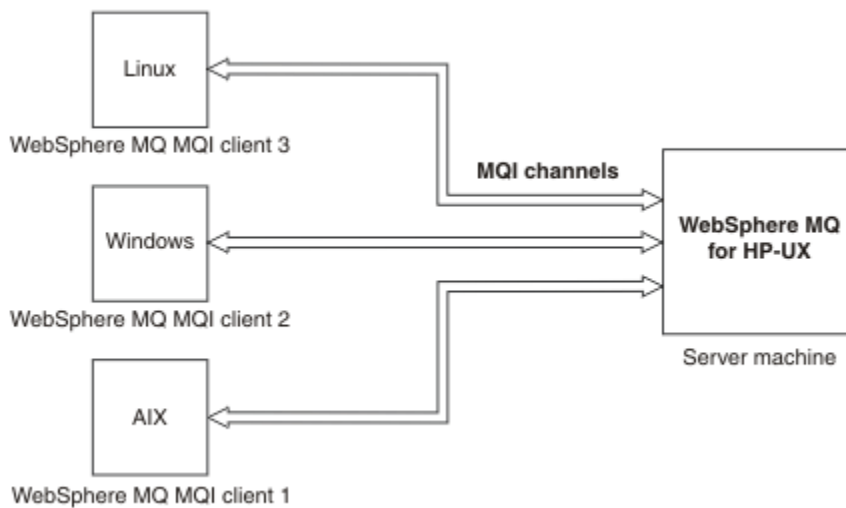 Linux
WebSphere MQ MQI client 3
MQI channels
WebSphere MQ
for HP-UX
Server machine
Windows
WebSphere MQ MQI client 2
AIX
WebSphere MQ MQI client 1